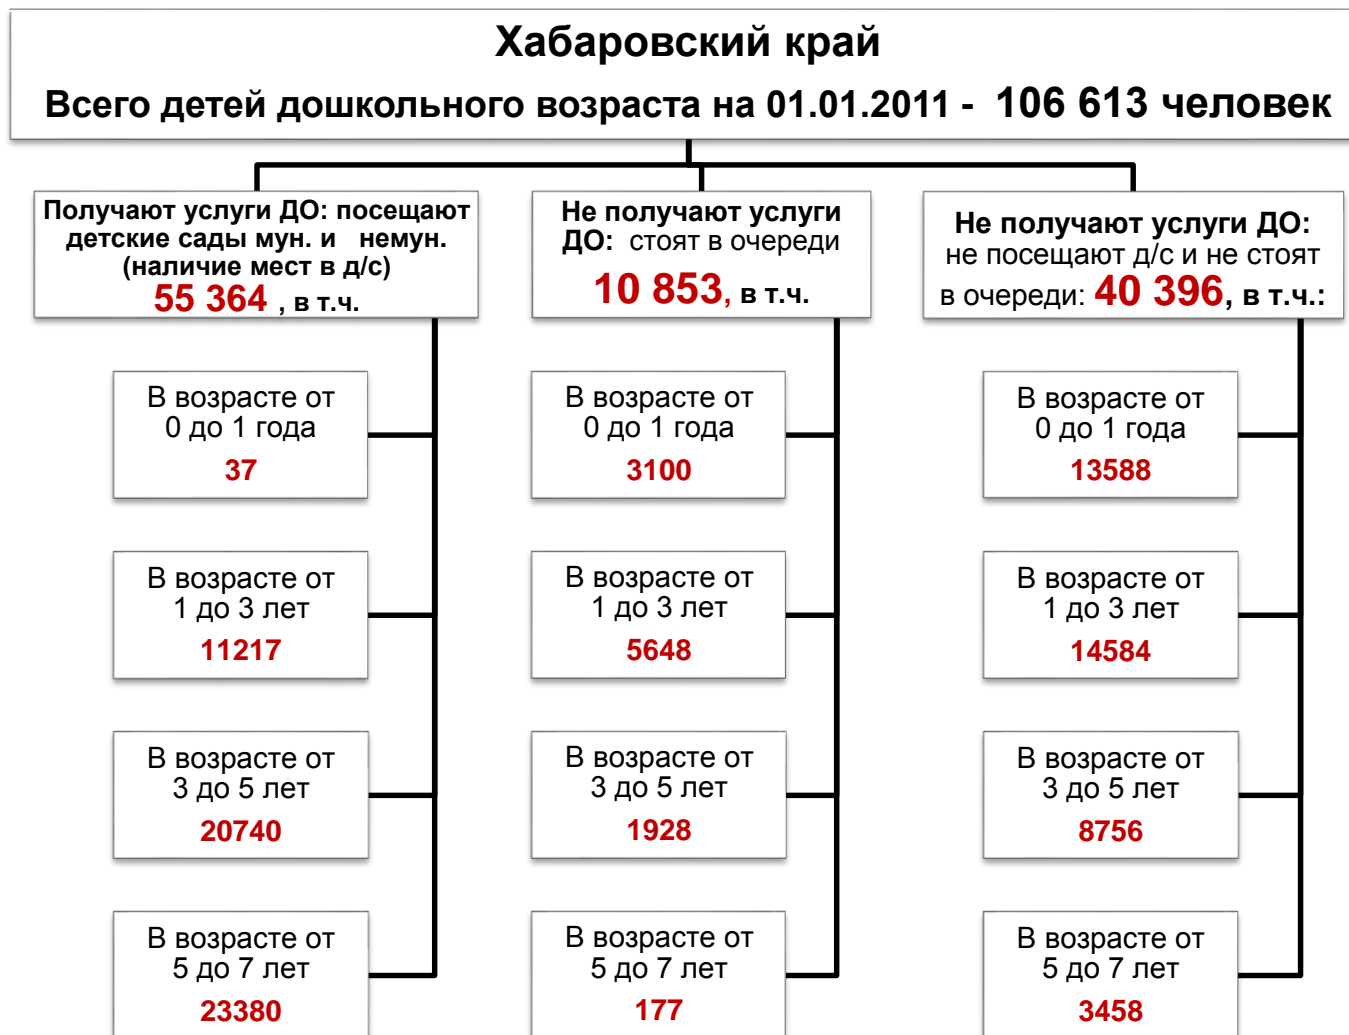 Хабаровский край
Всего детей дошкольного возраста на 01.01.2011 - 106 613 человек
Получают услуги ДО: посещают
детские сады мун. и немун.
(наличие мест в д/с)
55 364 , в т.ч.
В возрасте от
0 до 1 года
37
В возрасте от
1 до 3 лет
11217
В возрасте от
3 до 5 лет
20740
В возрасте от
5 до 7 лет
23380
Не получают услуги
ДО: стоят в очереди
10 853, в т.ч.
В возрасте от
0 до 1 года
3100
В возрасте от
1 до 3 лет
5648
В возрасте от
3 до 5 лет
1928
В возрасте от
5 до 7 лет
177
Не получают услуги ДО:
не посещают д/с и не стоят
в очереди: 40 396, в т.ч.:
В возрасте от
0 до 1 года
13588
В возрасте от
1 до 3 лет
14584
В возрасте от
3 до 5 лет
8756
В возрасте от
5 до 7 лет
3458